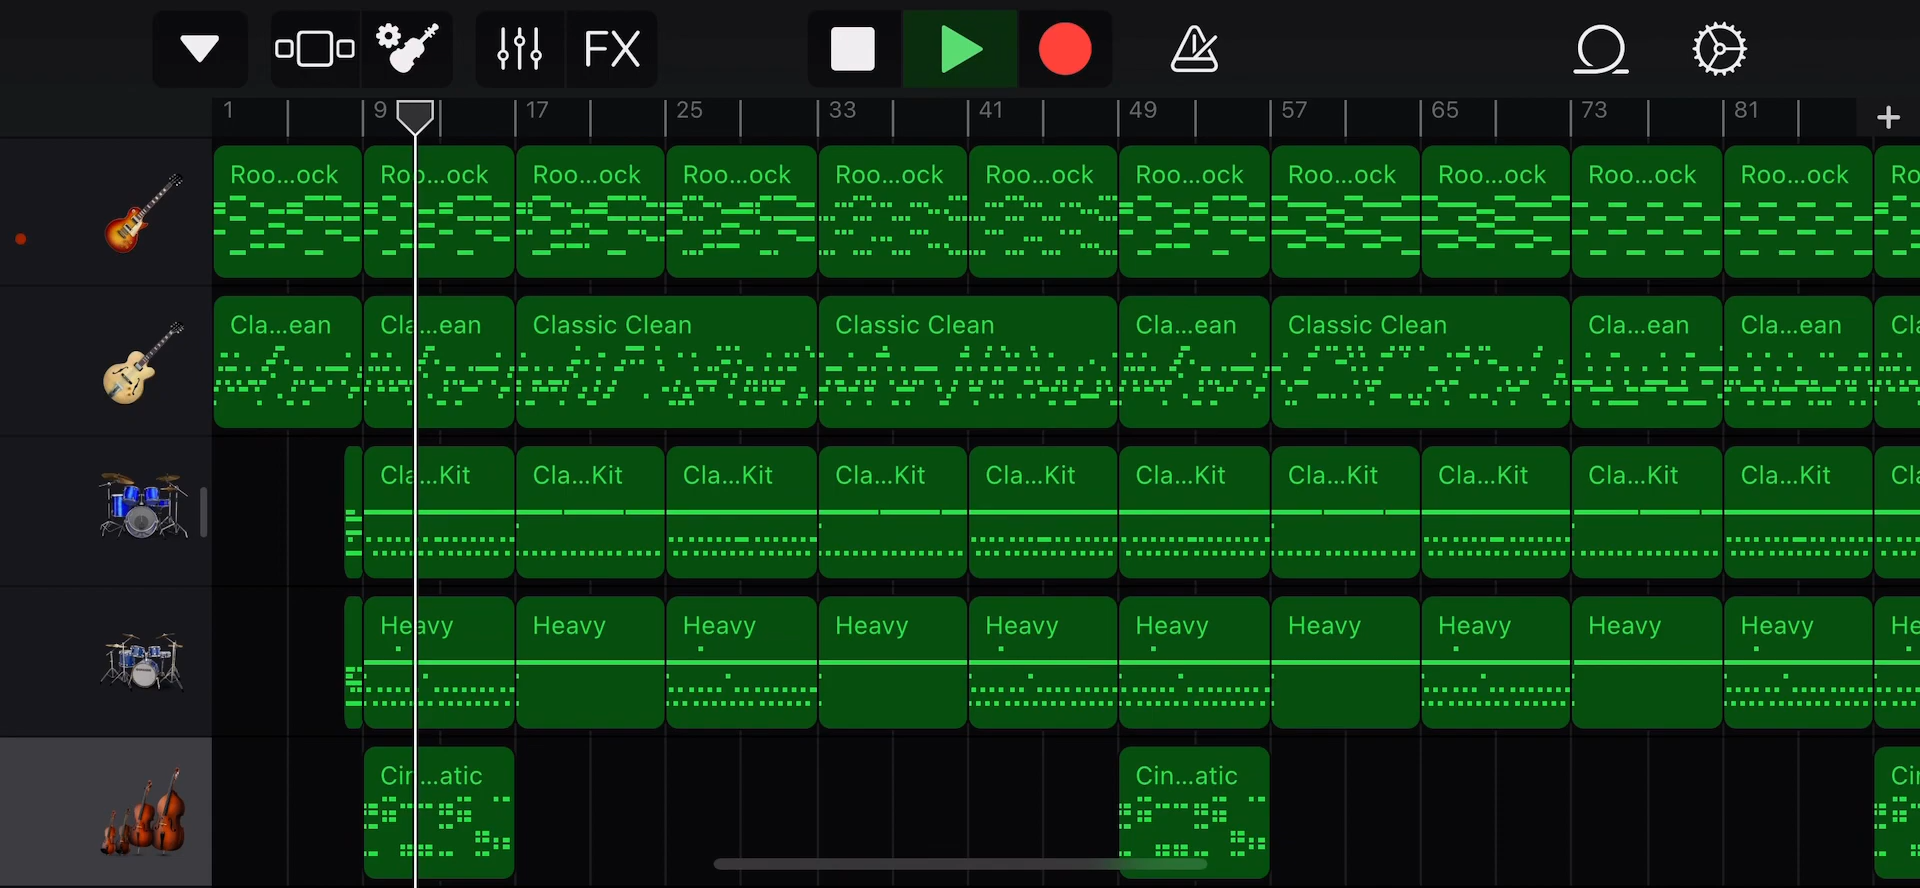 FX
1 9 17 25 33 41 49 57 65 73 81
Roo...ock Roo...ock Roo...ock Roo...ock Roo...ock Roo...ock Roo...ock Roo...ock Roo...ock Roo...ock Roo...ock Ro
Cla...ean Cla...ean Classic Clean Classic Clean Cla...ean Classic Clean Cla...ean Cla...ean Cl
Cla...Kit Cla...Kit Cla...Kit Cla...Kit Cla...Kit Cla...Kit Cla...Kit Cla...Kit Cla...Kit Cla...Kit Cl
Heavy Heavy Heavy Heavy Heavy Heavy Heavy Heavy Heavy Heavy He
Cin...atic Cin...atic Ci